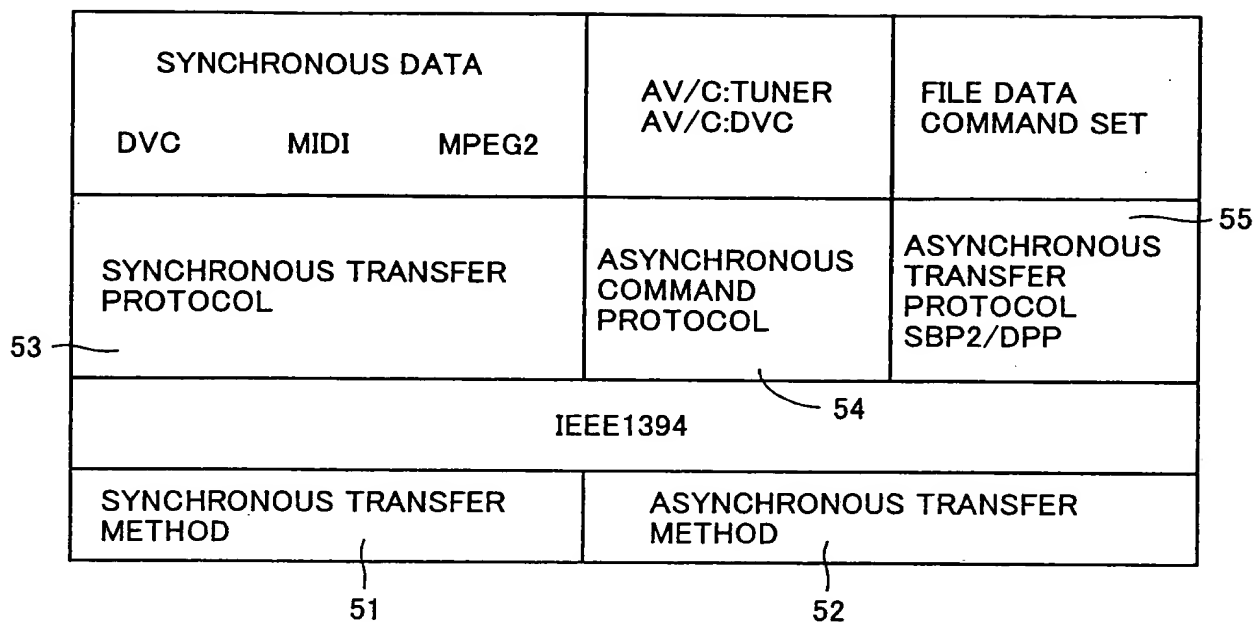 SYNCHRONOUS DATA
DVC MIDI MPEG2
AV/C:TUNER
AV/C:DVC
FILE DATA
COMMAND SET
SYNCHRONOUS TRANSFER
PROTOCOL
53
ASYNCHRONOUS
COMMAND
PROTOCOL
54
ASYNCHRONOUS
TRANSFER
PROTOCOL
SBP2/DPP
55
IEEE1394
SYNCHRONOUS TRANSFER
METHOD
51
ASYNCHRONOUS TRANSFER
METHOD
52